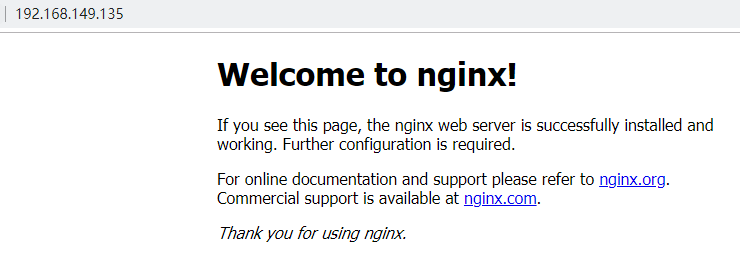 192.168.149.135
Welcome to nginx!
If you see this page, the nginx web server is successfully installed and
working. Further configuration is required.
For online documentation and support please refer to nginx.org.
Commercial support is available at nginx.com.
Thank you for using nginx.